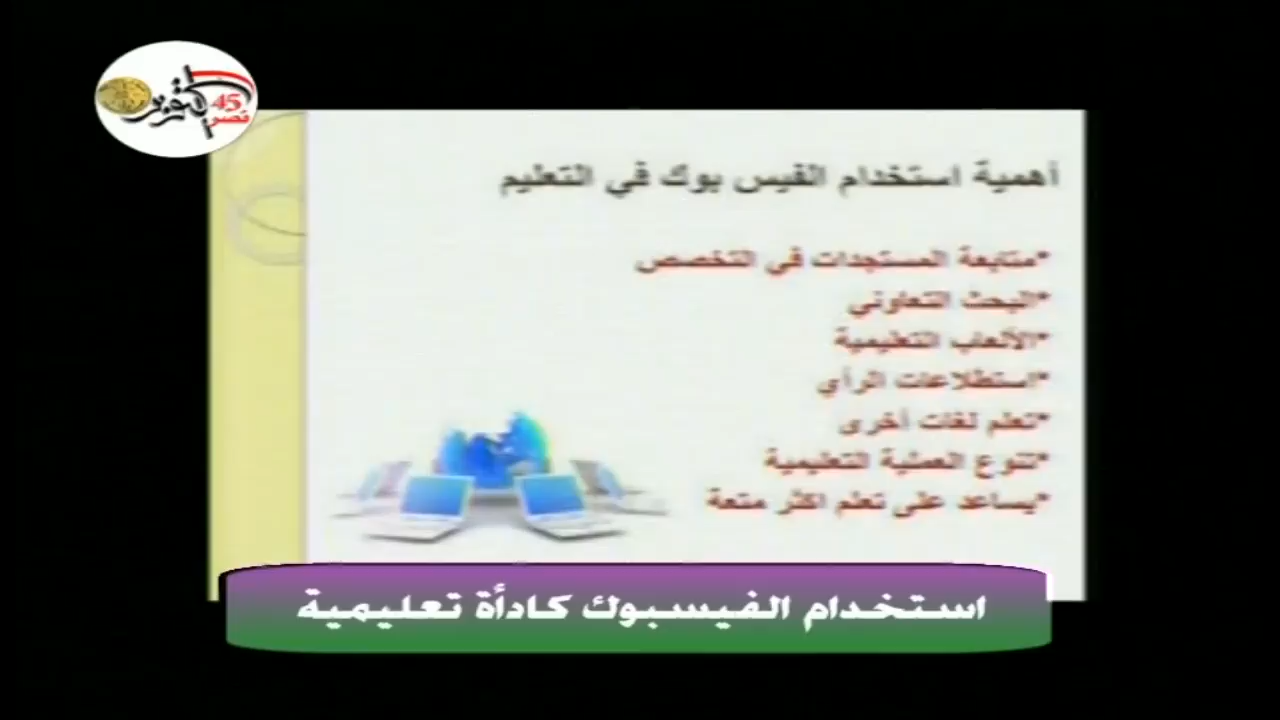 أكتوبر
45
نصر
أهمية استخدام الفيس بوك في التعليم
*متابعة المستجدات في التخصص
*البحث التعاوني
*الألعاب التعليمية
*استطلاعات الرأي
*تعلم لغات أخرى
*تنوع العملية التعليمية
*يساعد على تعلم اكثر متعة
استخدام الفيسبوك كادأة تعليمية